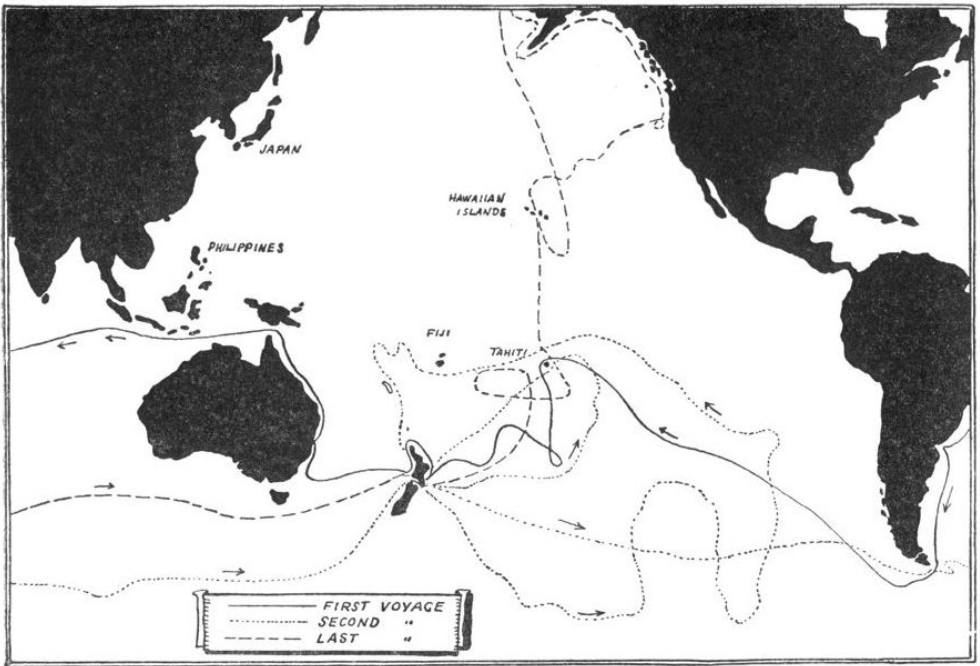 JAPAN
HAWAIIAN
ISLANDS
PHILIPPINES
FIJI
TAHITI
FIRST VOYAGE
SECOND "
LAST "